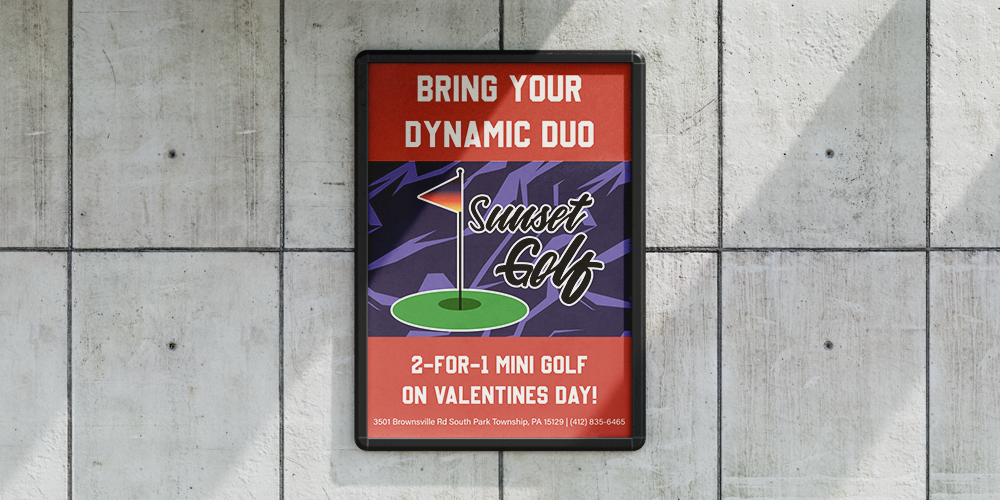 BRING YOUR
DYNAMIC DUO
Sunset
Golf
2-FOR-1 MINI GOLF
ON VALENTINES DAY!
3501 Brownsville Rd South Park Township, PA 15129 | (412) 835-6465